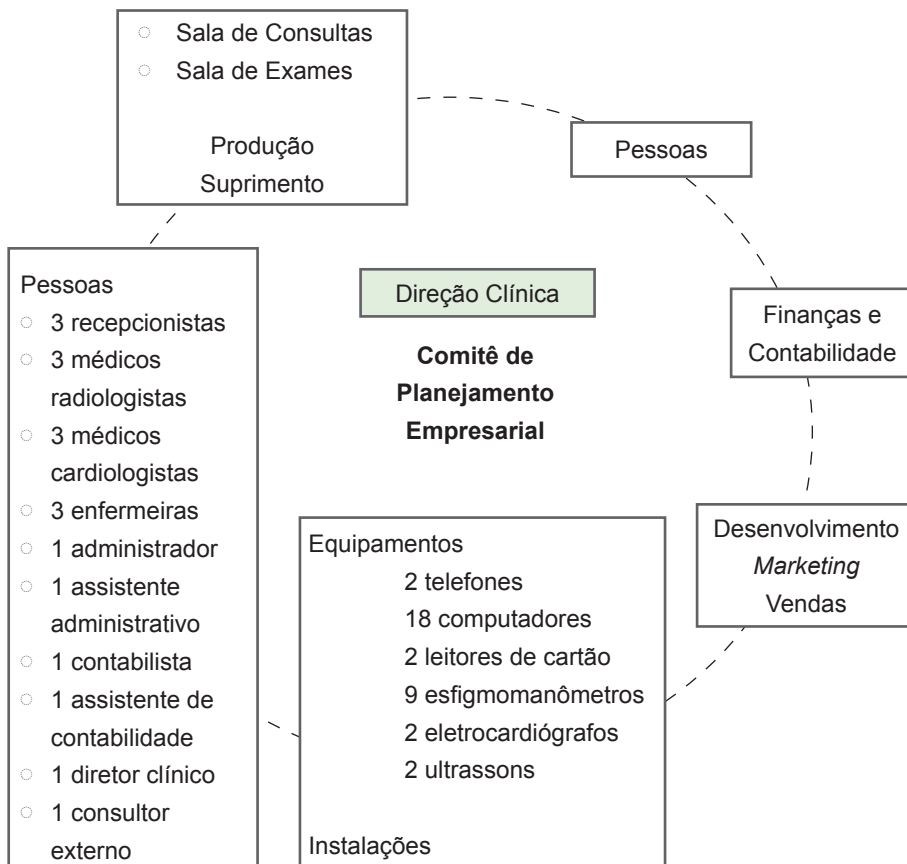 Sala de Consultas
Sala de Exames
Produção
Suprimento
Pessoas
Direção Clínica
Comitê de
Planejamento
Empresarial
Finanças e
Contabilidade
Pessoas
3 recepcionistas
3 médicos
radiologistas
3 médicos
cardiologistas
3 enfermeiras
1 administrador
1 assistente
administrativo
1 contabilista
1 assistente de
contabilidade
1 diretor clínico
1 consultor
externo
Equipamentos
2 telefones
18 computadores
2 leitores de cartão
9 esfigmomanômetros
2 eletrocardiógrafos
2 ultrassons
Instalações
Desenvolvimento
Marketing
Vendas